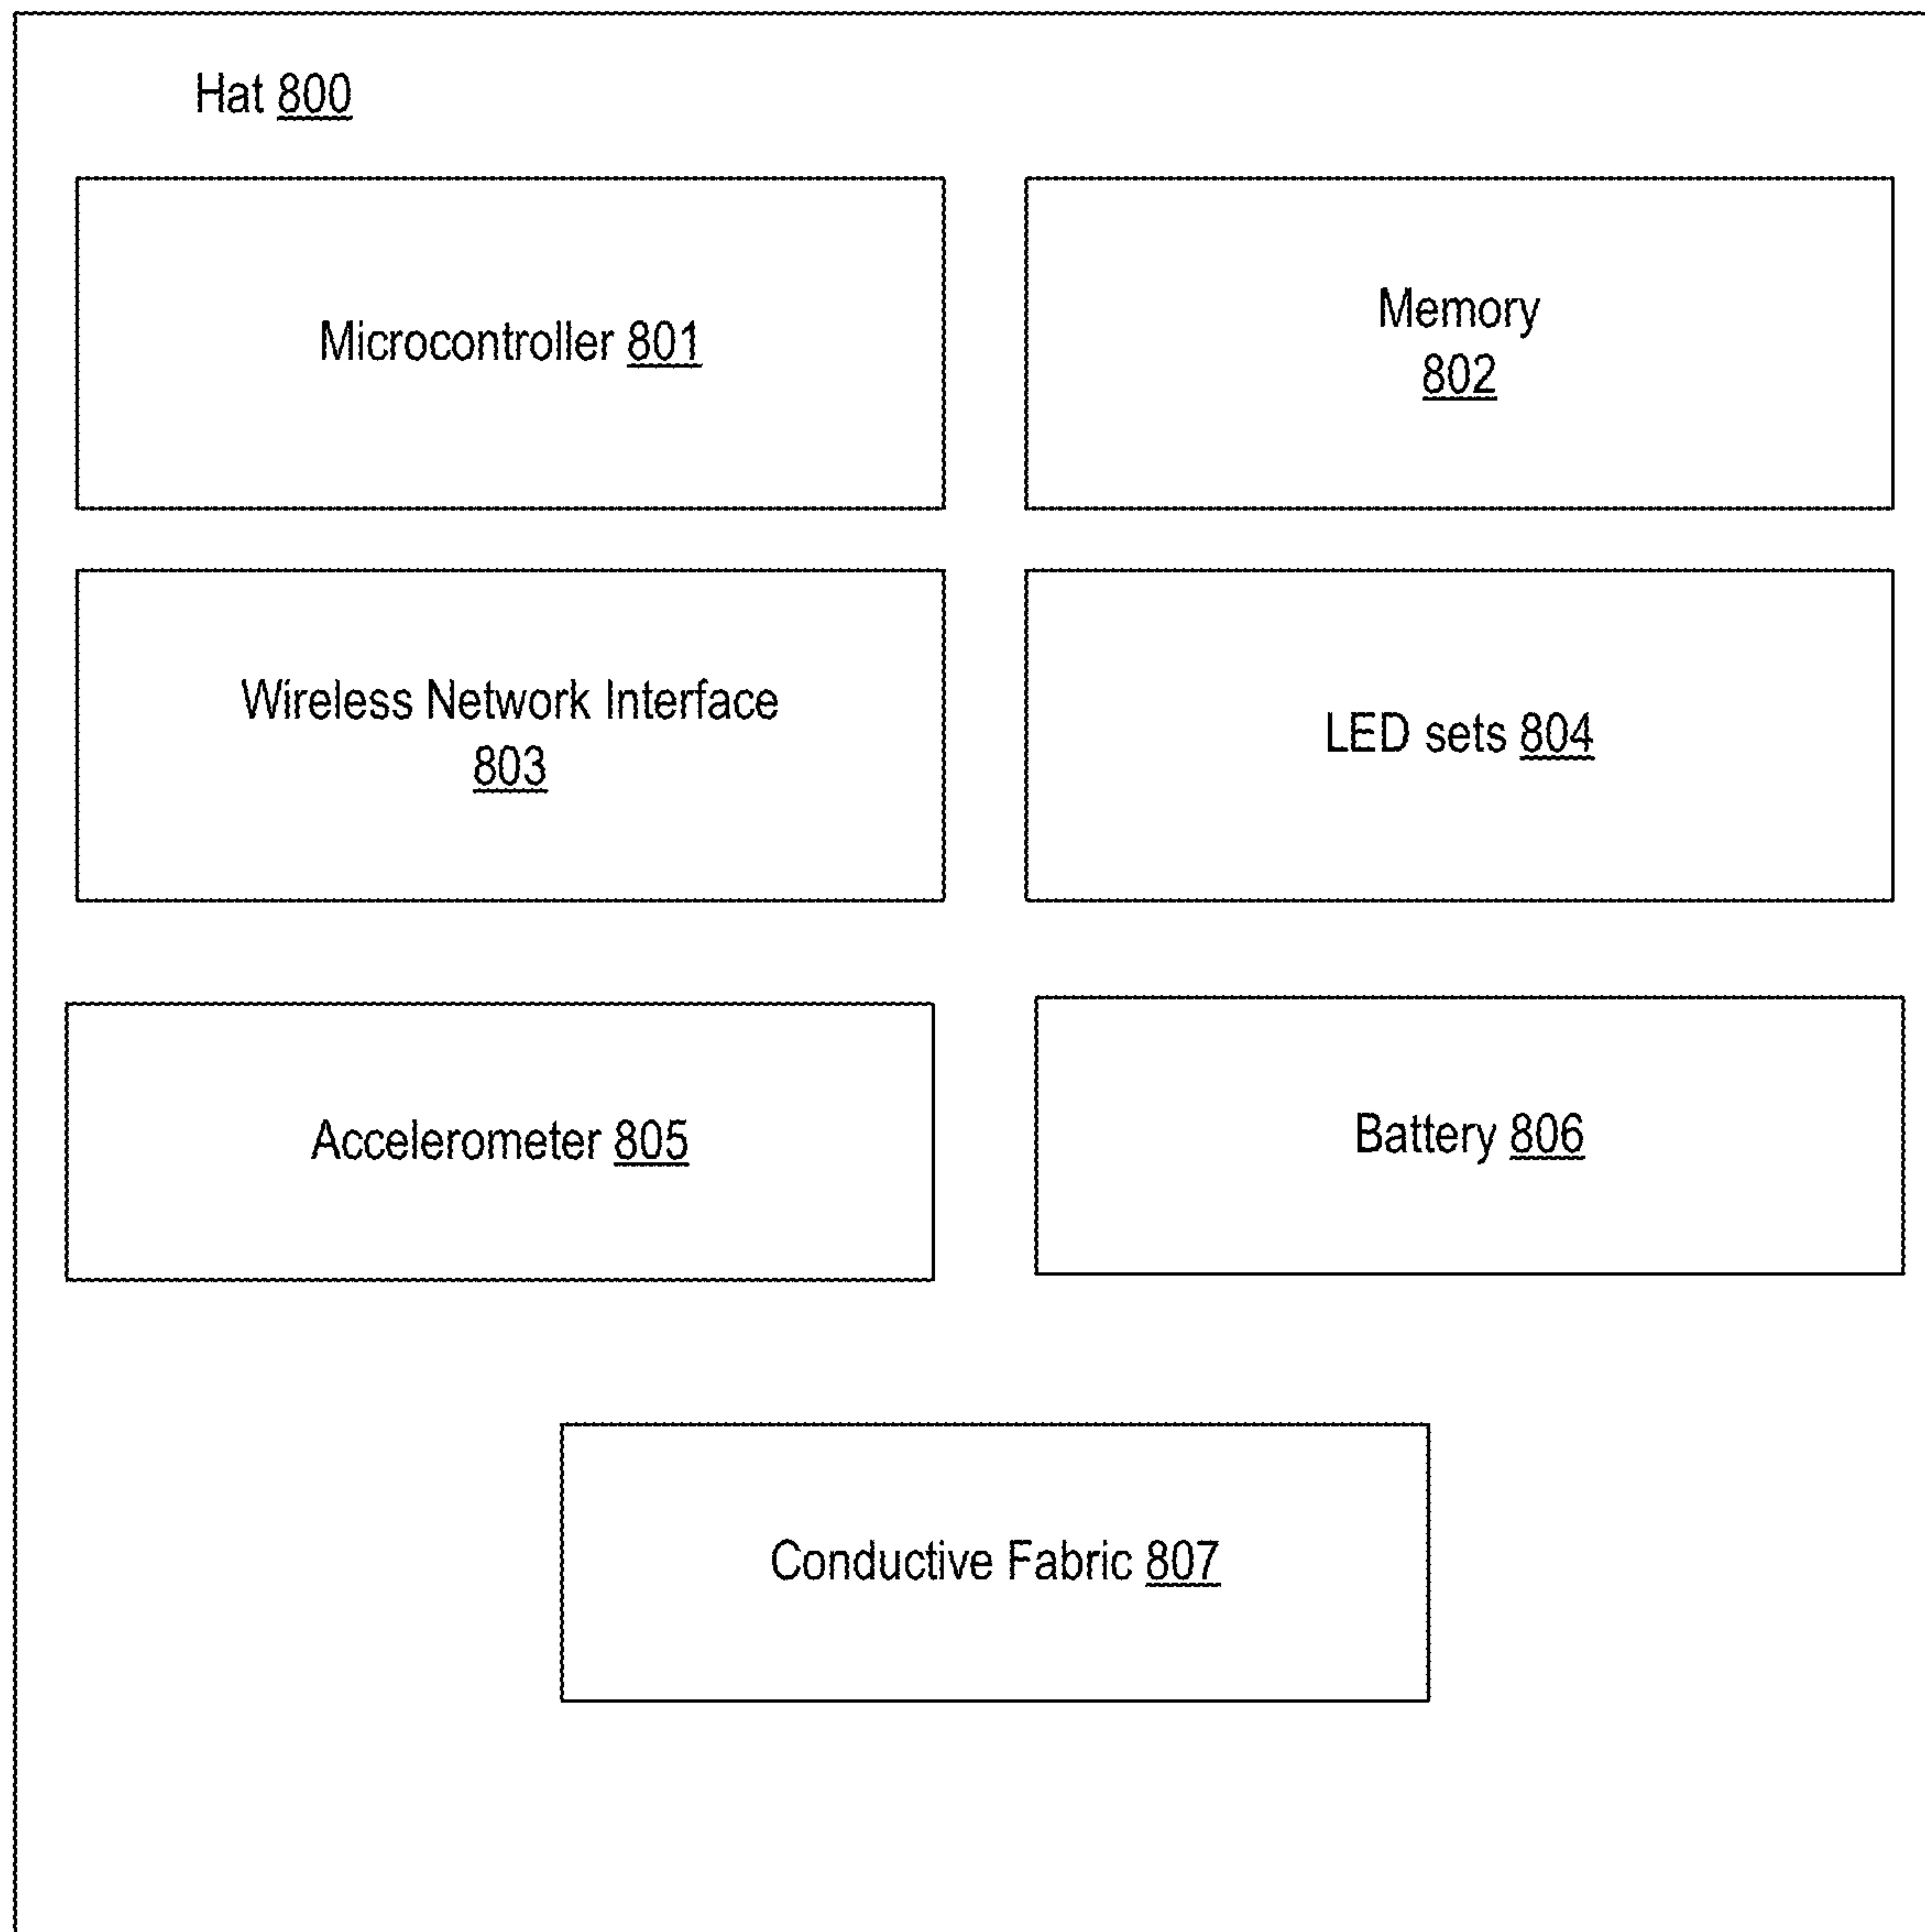 Hat 800
Microcontroller 801
Memory
802
Wireless Network Interface
803
LED sets 804
Accelerometer 805
Battery 806
Conductive Fabric 807